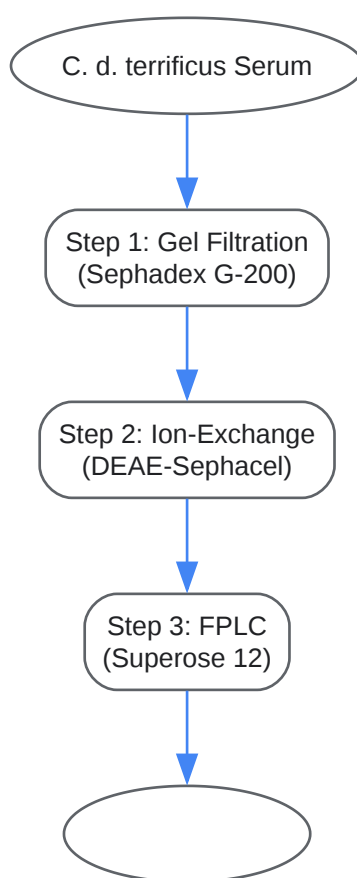 C. d. terrificus Serum
Step 1: Gel Filtration
(Sephadex G-200)
Step 2: Ion-Exchange
(DEAE-Sephacel)
Step 3: FPLC
(Superose 12)